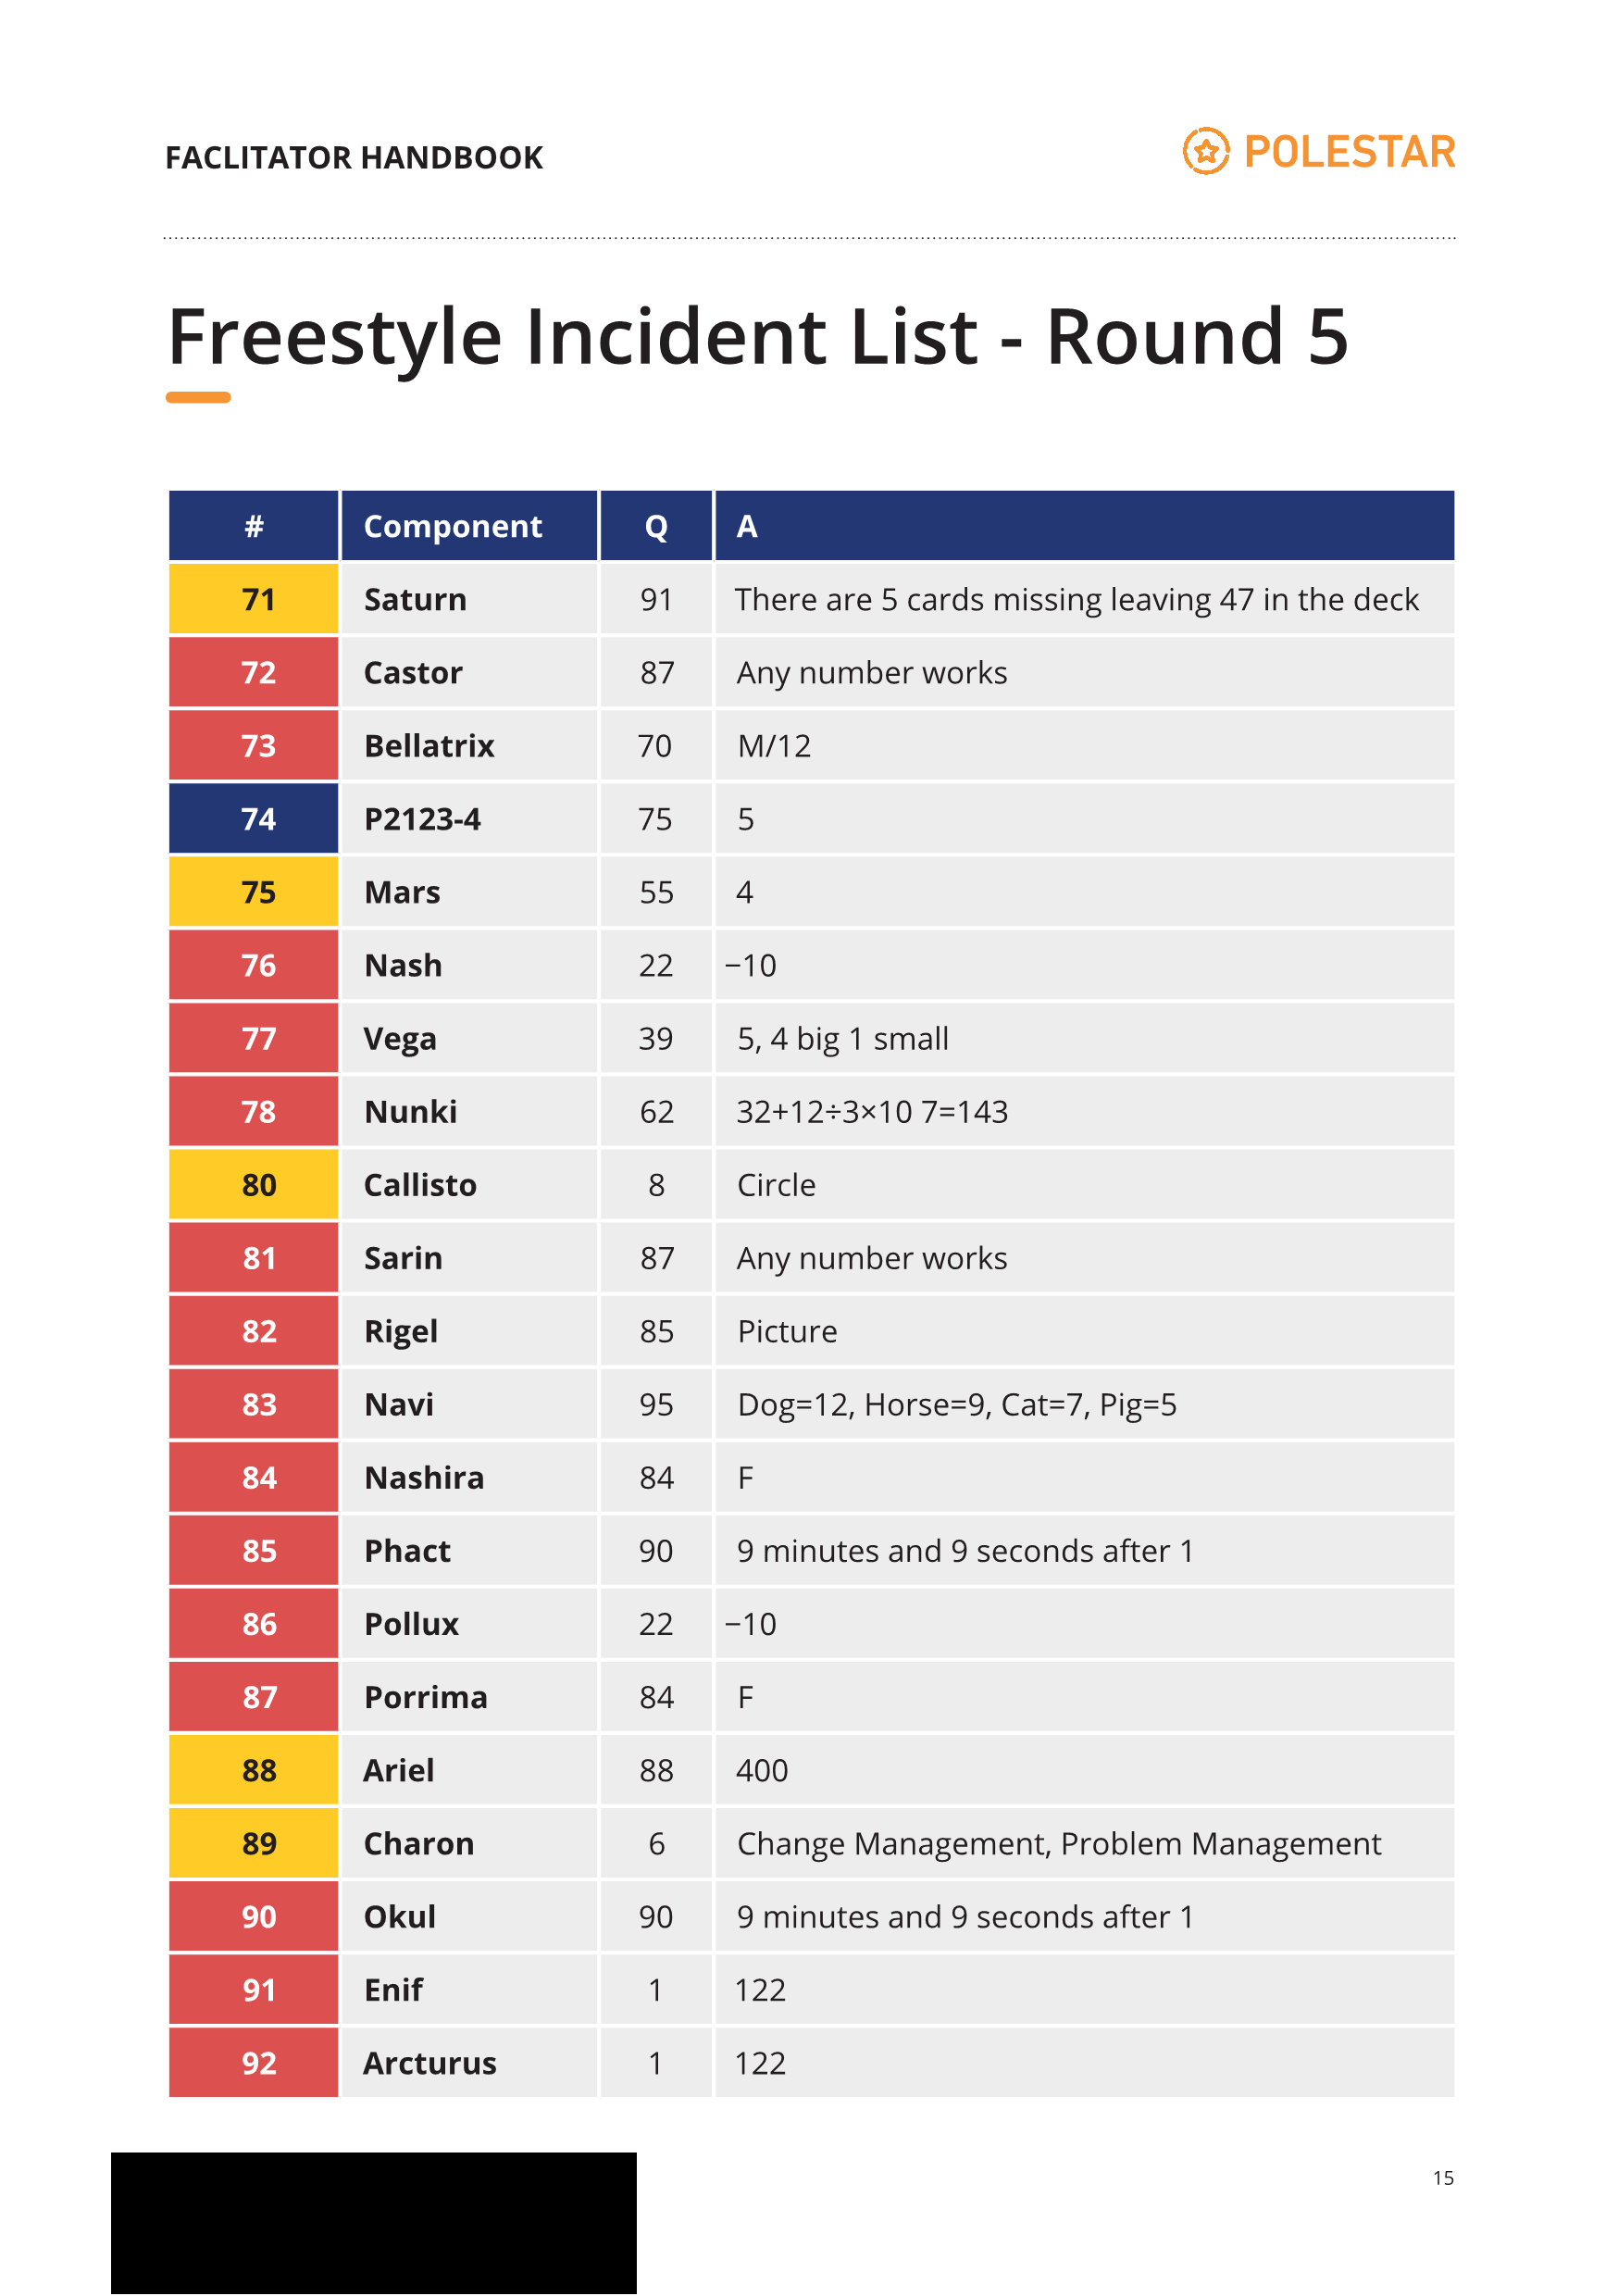 FACLITATOR HANDBOOK
POLESTAR
Freestyle Incident List - Round 5
# Component Q A
71 Saturn 91 There are 5 cards missing leaving 47 in the deck
72 Castor 87 Any number works
73 Bellatrix 70 M/12
74 P2123-4 75 5
75 Mars 55 4
76 Nash 22 −10
77 Vega 39 5, 4 big 1 small
78 Nunki 62 32+12÷3×10 7=143
80 Callisto 8 Circle
81 Sarin 87 Any number works
82 Rigel 85 Picture
83 Navi 95 Dog=12, Horse=9, Cat=7, Pig=5
84 Nashira 84 F
85 Phact 90 9 minutes and 9 seconds after 1
86 Pollux 22 −10
87 Porrima 84 F
88 Ariel 88 400
89 Charon 6 Change Management, Problem Management
90 Okul 90 9 minutes and 9 seconds after 1
91 Enif 1 122
92 Arcturus 1 122
15